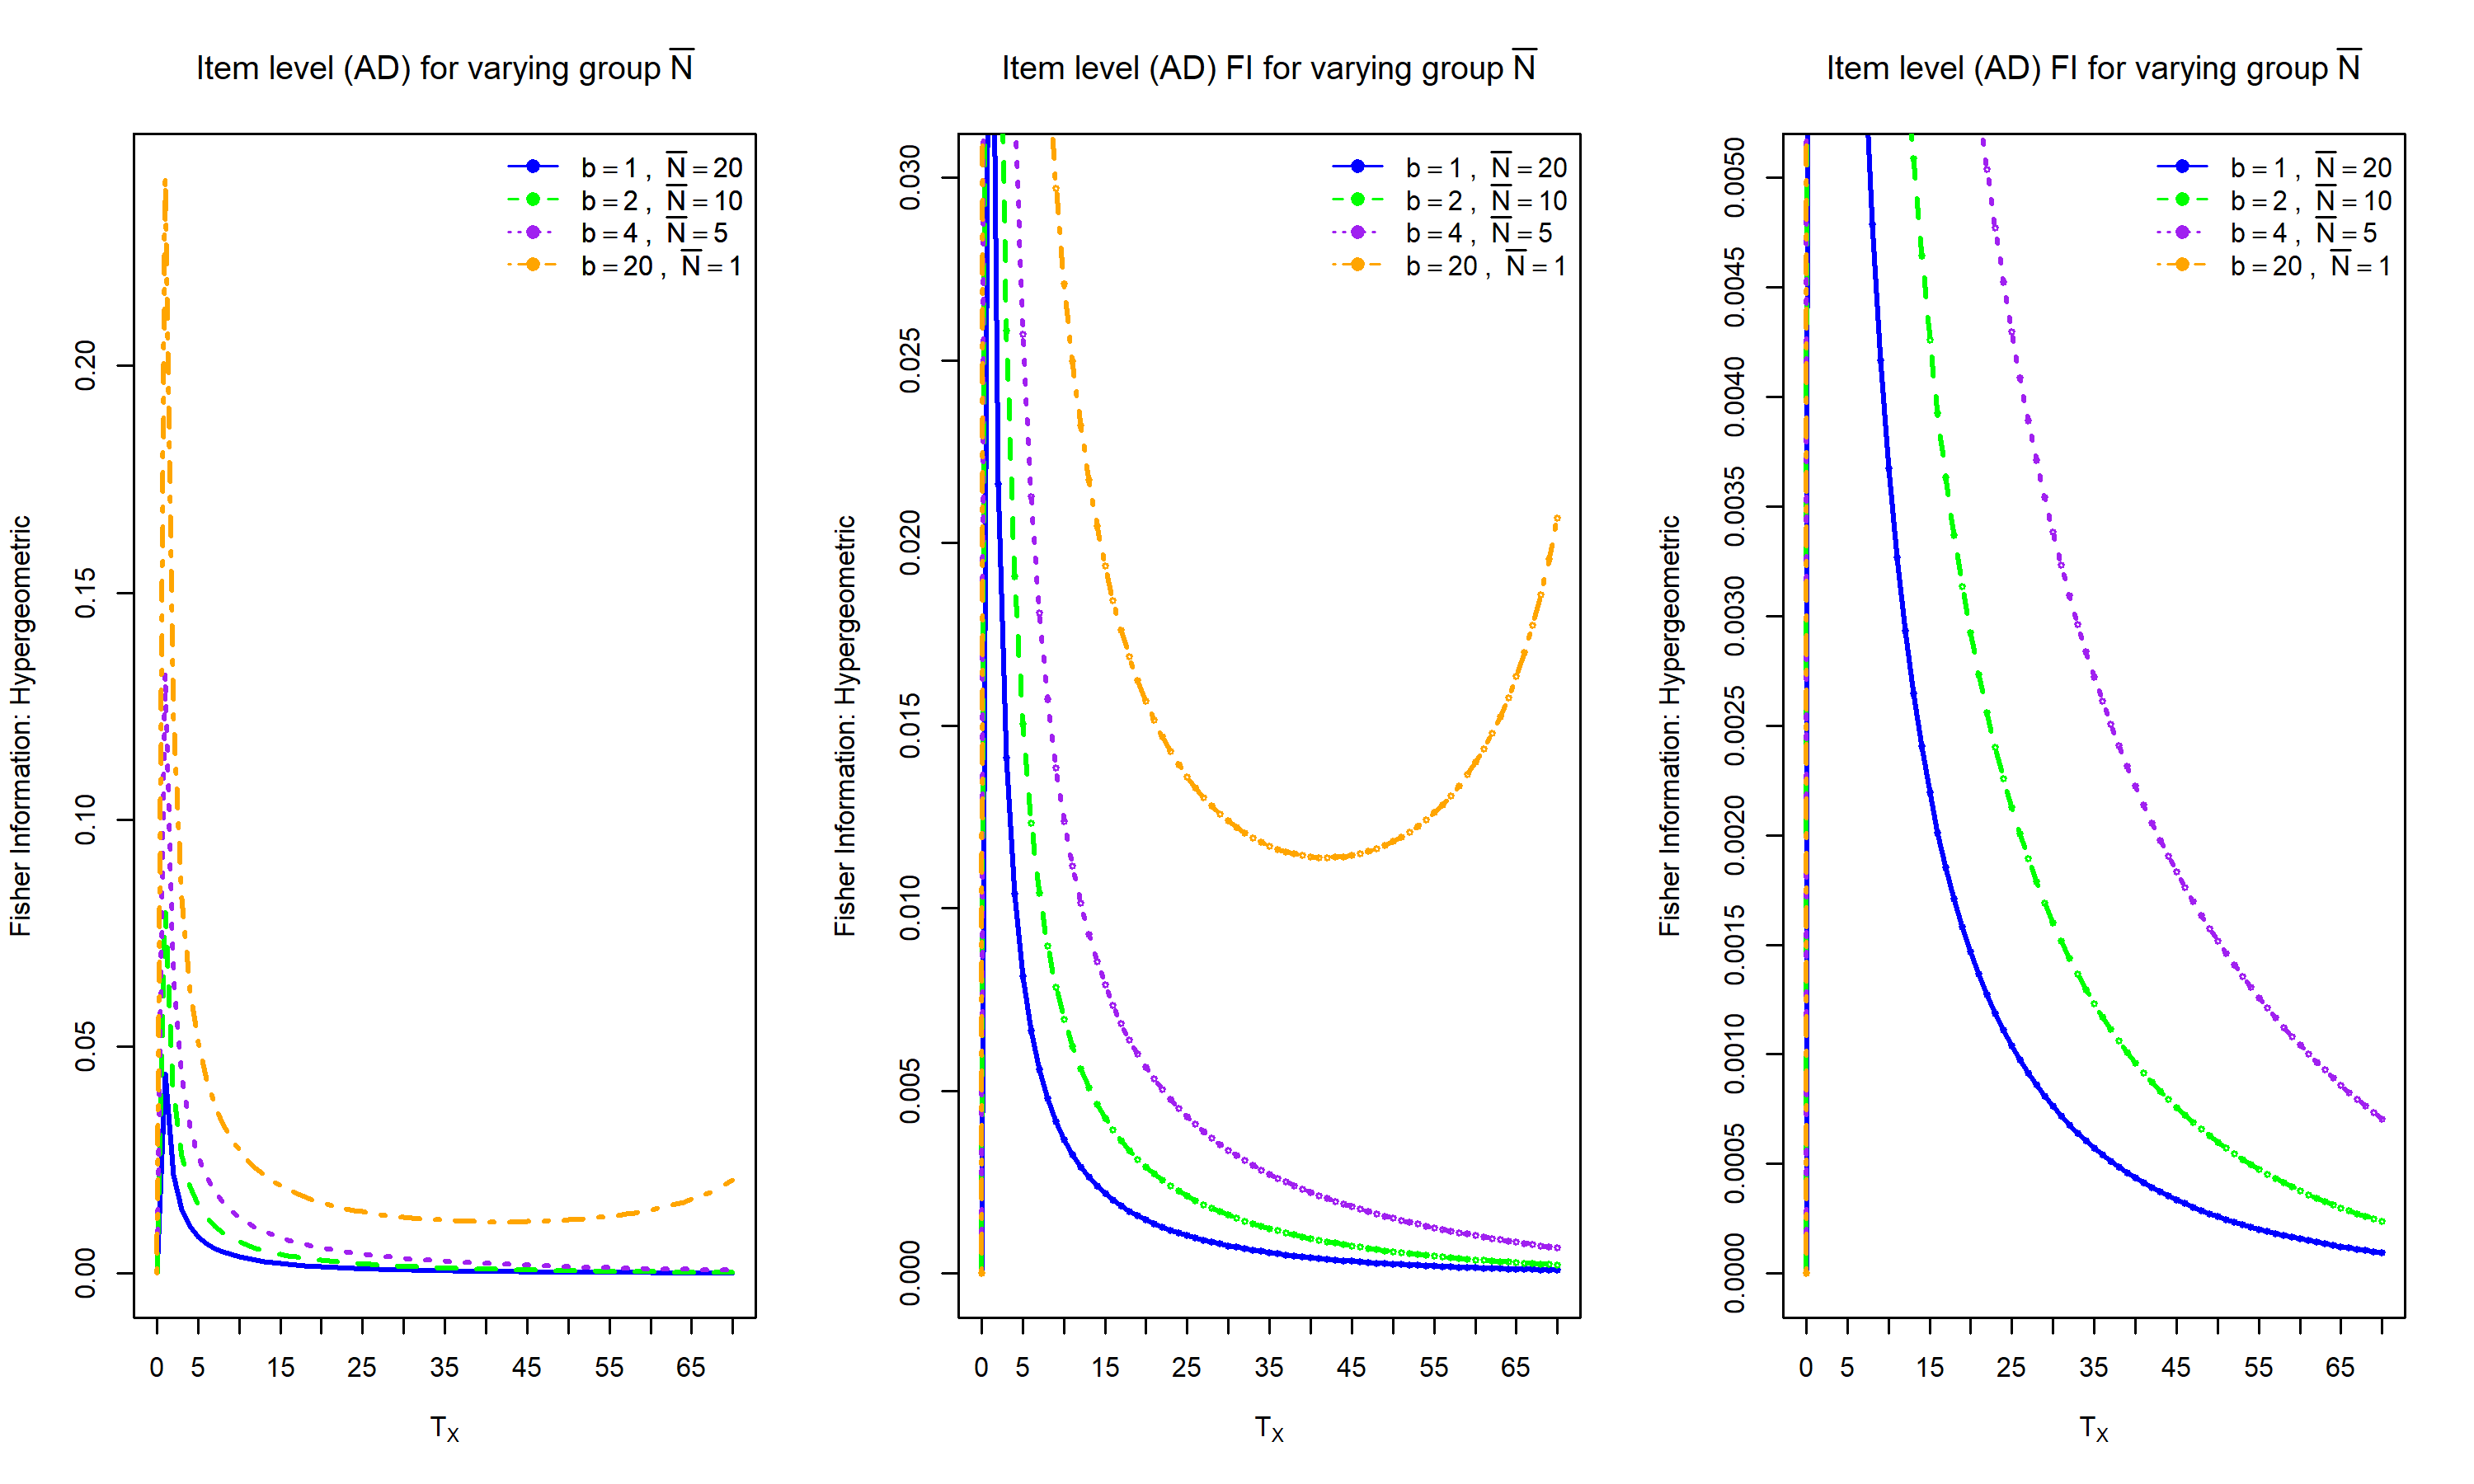 Item level (AD) for varying group N̅
Fisher Information: Hypergeometric
0.00 0.05 0.10 0.15 0.20
b = 1 , N̅ = 20
b = 2 , N̅ = 10
b = 4 , N̅ = 5
b = 20 , N̅ = 1
0 5 15 25 35 45 55 65
T_X
Item level (AD) FI for varying group N̅
Fisher Information: Hypergeometric
0.000 0.005 0.010 0.015 0.020 0.025 0.030
b = 1 , N̅ = 20
b = 2 , N̅ = 10
b = 4 , N̅ = 5
b = 20 , N̅ = 1
0 5 15 25 35 45 55 65
T_X
Item level (AD) FI for varying group N̅
Fisher Information: Hypergeometric
0.0000 0.0005 0.0010 0.0015 0.0020 0.0025 0.0030 0.0035 0.0040 0.0045 0.0050
b = 1 , N̅ = 20
b = 2 , N̅ = 10
b = 4 , N̅ = 5
b = 20 , N̅ = 1
0 5 15 25 35 45 55 65
T_X